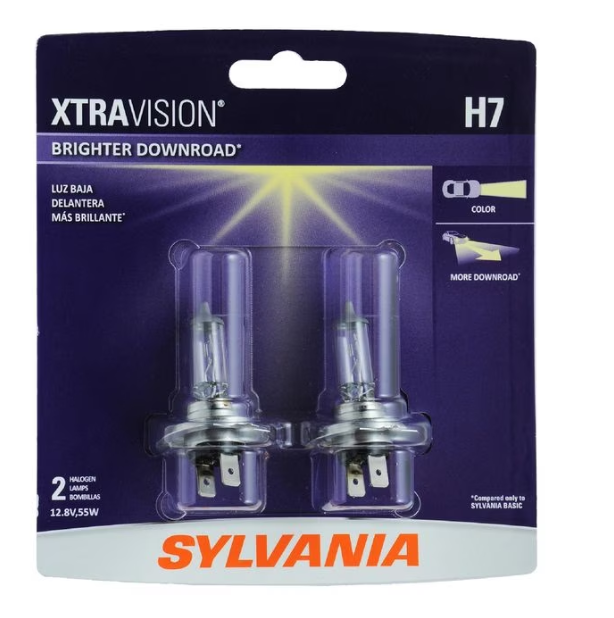 XTRAVISION® H7
BRIGHTER DOWNROAD*
LUZ BAJA
DELANTERA
MÁS BRILLANTE*
COLOR
MORE DOWNROAD*
2 HALOGEN
LAMPS
BOMBILLAS
12.8V,55W
*Compared only to
SYLVANIA BASIC
SYLVANIA